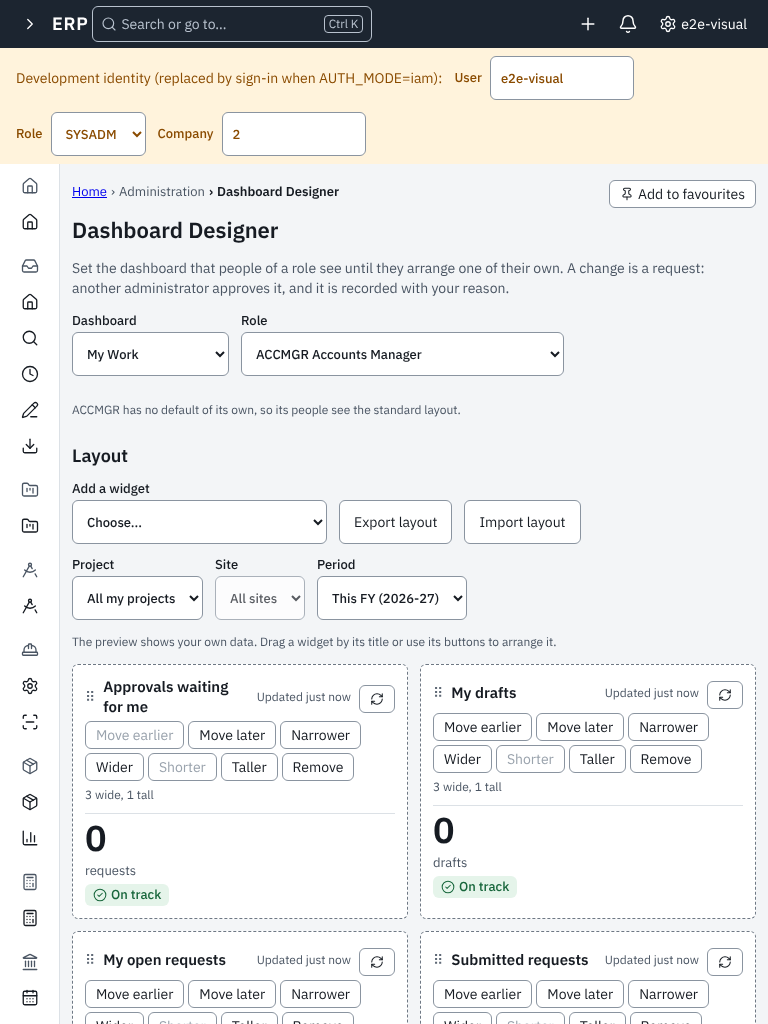 ERP
Search or go to...
Ctrl K
e2e-visual
Development identity (replaced by sign-in when AUTH_MODE=iam):
User
e2e-visual
Role
SYSADM
Company
2
Home › Administration › Dashboard Designer
Add to favourites
Dashboard Designer
Set the dashboard that people of a role see until they arrange one of their own. A change is a request:
another administrator approves it, and it is recorded with your reason.
Dashboard
Role
My Work
ACCMGR Accounts Manager
ACCMGR has no default of its own, so its people see the standard layout.
Layout
Add a widget
Choose...
Export layout
Import layout
Project
Site
Period
All my projects
All sites
This FY (2026-27)
The preview shows your own data. Drag a widget by its title or use its buttons to arrange it.
Approvals waiting
for me
Updated just now
Move earlier
Move later
Narrower
Wider
Shorter
Taller
Remove
3 wide, 1 tall
0
requests
On track
My drafts
Updated just now
Move earlier
Move later
Narrower
Wider
Shorter
Taller
Remove
3 wide, 1 tall
0
drafts
On track
My open requests
Updated just now
Move earlier
Move later
Narrower
Wider
Shorter
Taller
Remove
Submitted requests
Updated just now
Move earlier
Move later
Narrower
Wider
Shorter
Taller
Remove